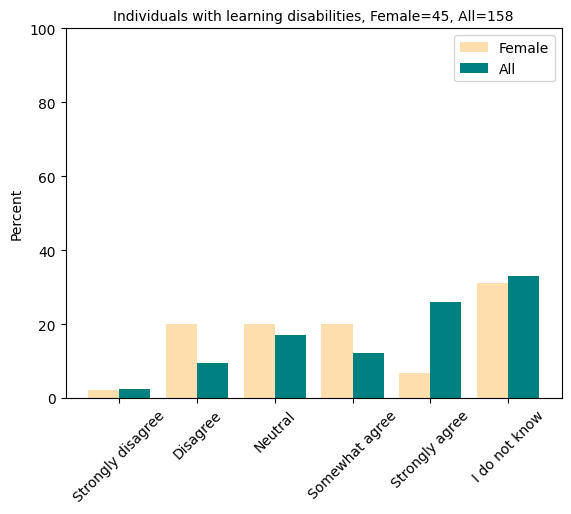 Individuals with learning disabilities, Female=45, All=158
Female
All
100
80
60
40
20
0
Percent
Strongly disagree
Disagree
Neutral
Somewhat agree
Strongly agree
I do not know